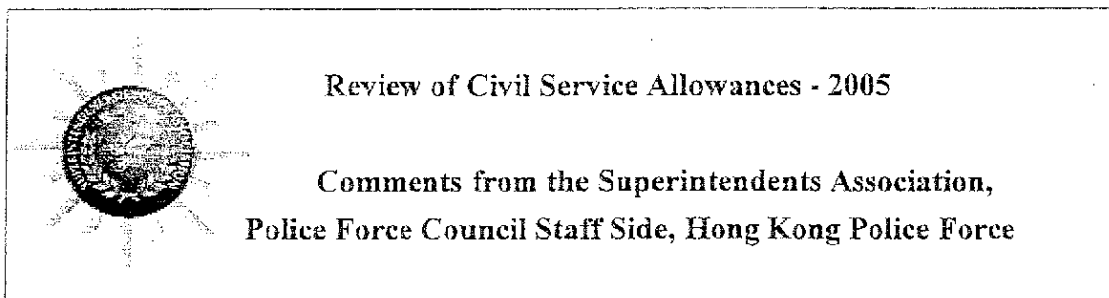 Review of Civil Service Allowances - 2005
Comments from the Superintendents Association,
Police Force Council Staff Side, Hong Kong Police Force